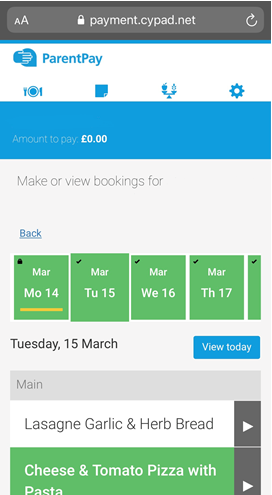 AA payment.cypad.net
ParentPay
Amount to pay: £0.00
Make or view bookings for
Back
Mar Mar Mar Mar
Mo 14 Tu 15 We 16 Th 17
Tuesday, 15 March View today
Main
Lasagne Garlic & Herb Bread
Cheese & Tomato Pizza with
Pasta